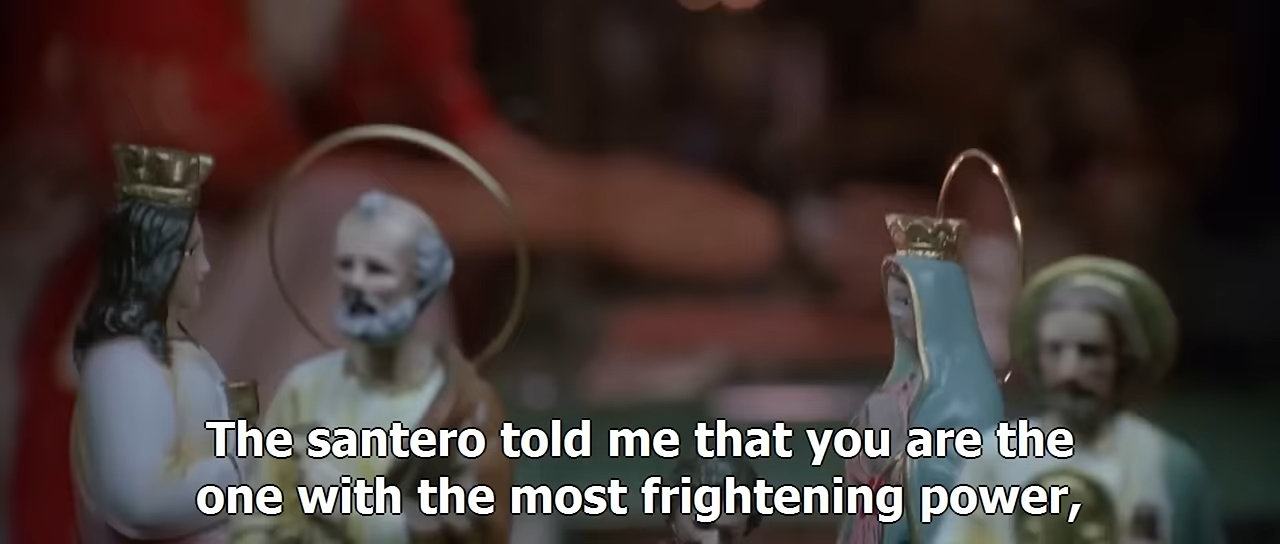 The santero told me that you are the
one with the most frightening power,